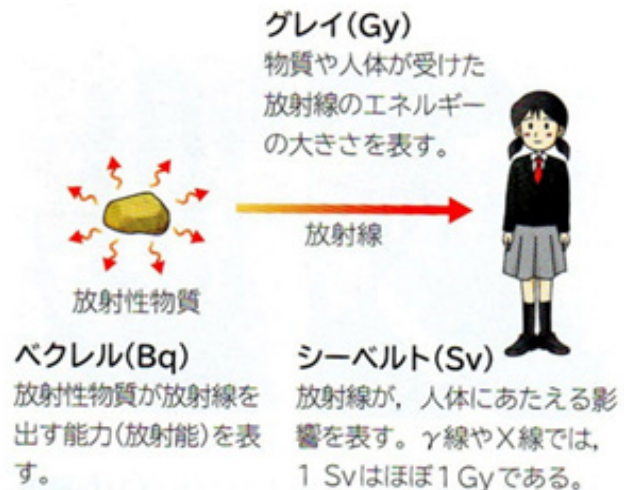 グレイ(Gy)
物質や人体が受けた
放射線のエネルギー
の大きさを表す。
放射線
放射性物質
ベクレル(Bq)
放射性物質が放射線を
出す能力(放射能)を表
す。
シーベルト(Sv)
放射線が，人体にあたえる影
響を表す。γ線やX線では，
1 Svはほぼ1 Gyである。